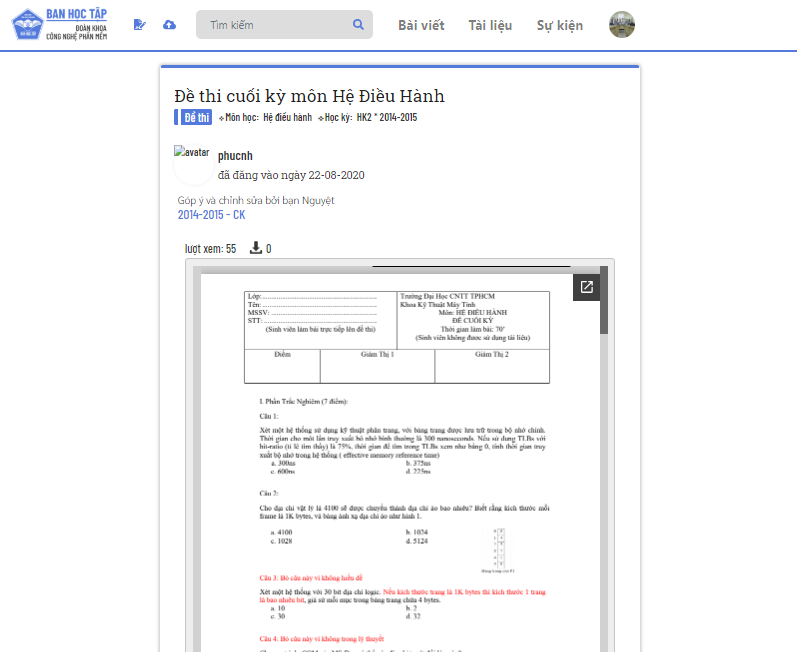 BAN HỌC TẬP
ĐOÀN KHOA
CÔNG NGHỆ PHẦN MỀM
Tìm kiếm
Bài viết
Tài liệu
Sự kiện
Đề thi cuối kỳ môn Hệ Điều Hành
Đề thi
Môn học: Hệ điều hành
Học kỳ: HK2 * 2014-2015
avatar
phucnh
đã đăng vào ngày 22-08-2020
Góp ý và chỉnh sửa bởi bạn Nguyệt
2014-2015 - CK
lượt xem: 55
0
Lớp:
Tên:
MSSV:
STT:
(Sinh viên làm bài trực tiếp lên đề thi)
Trường Đại Học CNTT TPHCM
Khoa Kỹ Thuật Máy Tính
Môn: HỆ ĐIỀU HÀNH
ĐỀ CUỐI KỲ
Thời gian làm bài: 70'
(Sinh viên không được sử dụng tài liệu)
Điểm
Giám Thị 1
Giám Thị 2
I. Phần Trắc Nghiệm (7 điểm):
Câu 1:
Xét một hệ thống sử dụng kỹ thuật phân trang, với bảng trang được lưu trữ trong bộ nhớ chính.
Thời gian cho một lần truy xuất bộ nhớ bình thường là 300 nanoseconds. Nếu sử dụng TLBs với
hit-ratio (tỉ lệ tìm thấy) là 75%, thời gian để tìm trong TLBs xem như bằng 0, tính thời gian truy
xuất bộ nhớ trong hệ thống ( effective memory reference time)
a. 300ns
b. 375ns
c. 600ns
d. 225ns
Câu 2:
Cho địa chỉ vật lý là 4100 sẽ được chuyển thành địa chỉ ảo bao nhiêu? Biết rằng kích thước mỗi
frame là 1K bytes, và bảng ánh xạ địa chỉ ảo như hình 1.
a. 4100
b. 1024
c. 1028
d. 5124
Câu 3: Bỏ câu này vì không hiểu đề
Xét một hệ thống với 30 bit địa chỉ logic. Nếu kích thước trang là 1K bytes thì kích thước 1 trang
là bao nhiêu bit, giả sử mỗi mục trong bảng trang chứa 4 bytes.
a. 10
b. 2
c. 30
d. 32
Câu 4: Bỏ câu này vì không trong lý thuyết